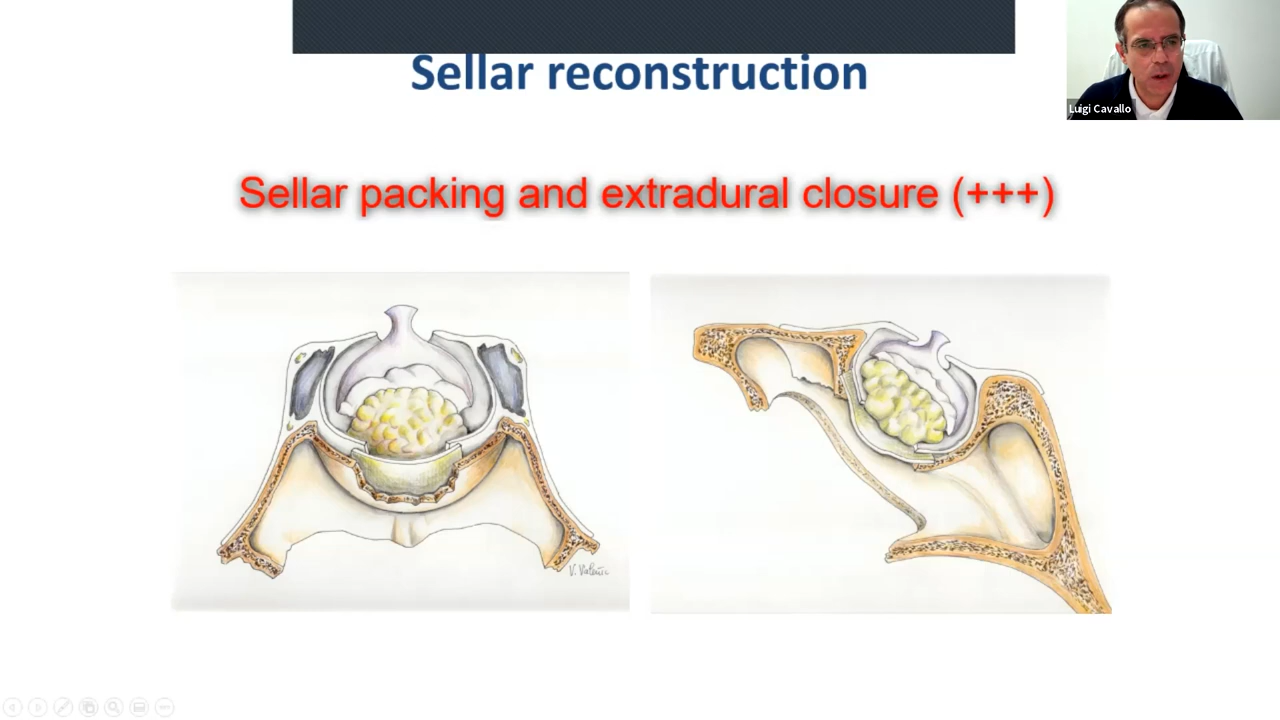 Sellar reconstruction
Luigi Cavallo
Sellar packing and extradural closure (+++)